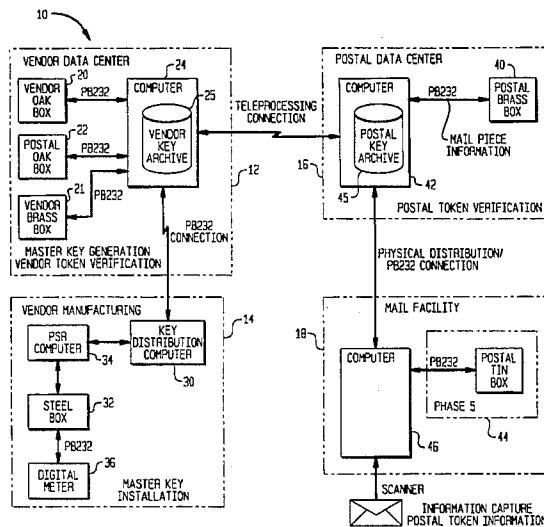 10
VENDOR DATA CENTER
20
VENDOR
OAK BOX
PB232
24
COMPUTER
25
VENDOR
KEY
ARCHIVE
22
POSTAL
OAK BOX
PB232
21
PB232
VENDOR
BRASS
BOX
12
MASTER KEY GENERATION
VENDOR TOKEN VERIFICATION
TELEPROCESSING
CONNECTION
PB232
CONNECTION
POSTAL DATA CENTER
COMPUTER
POSTAL
KEY
ARCHIVE
PB232
40
POSTAL
BRASS
BOX
MAIL PIECE
INFORMATION
16
45
42
POSTAL TOKEN VERIFICATION
PHYSICAL DISTRIBUTION/
PB232 CONNECTION
VENDOR MANUFACTURING
14
PSR
COMPUTER
34
KEY
DISTRIBUTION
COMPUTER
30
STEEL
BOX
32
PB232
DIGITAL
METER
36
MASTER KEY
INSTALLATION
MAIL FACILITY
18
COMPUTER
PB232
POSTAL
TIN
BOX
PHASE 5
44
46
SCANNER
INFORMATION CAPTURE
POSTAL TOKEN INFORMATION